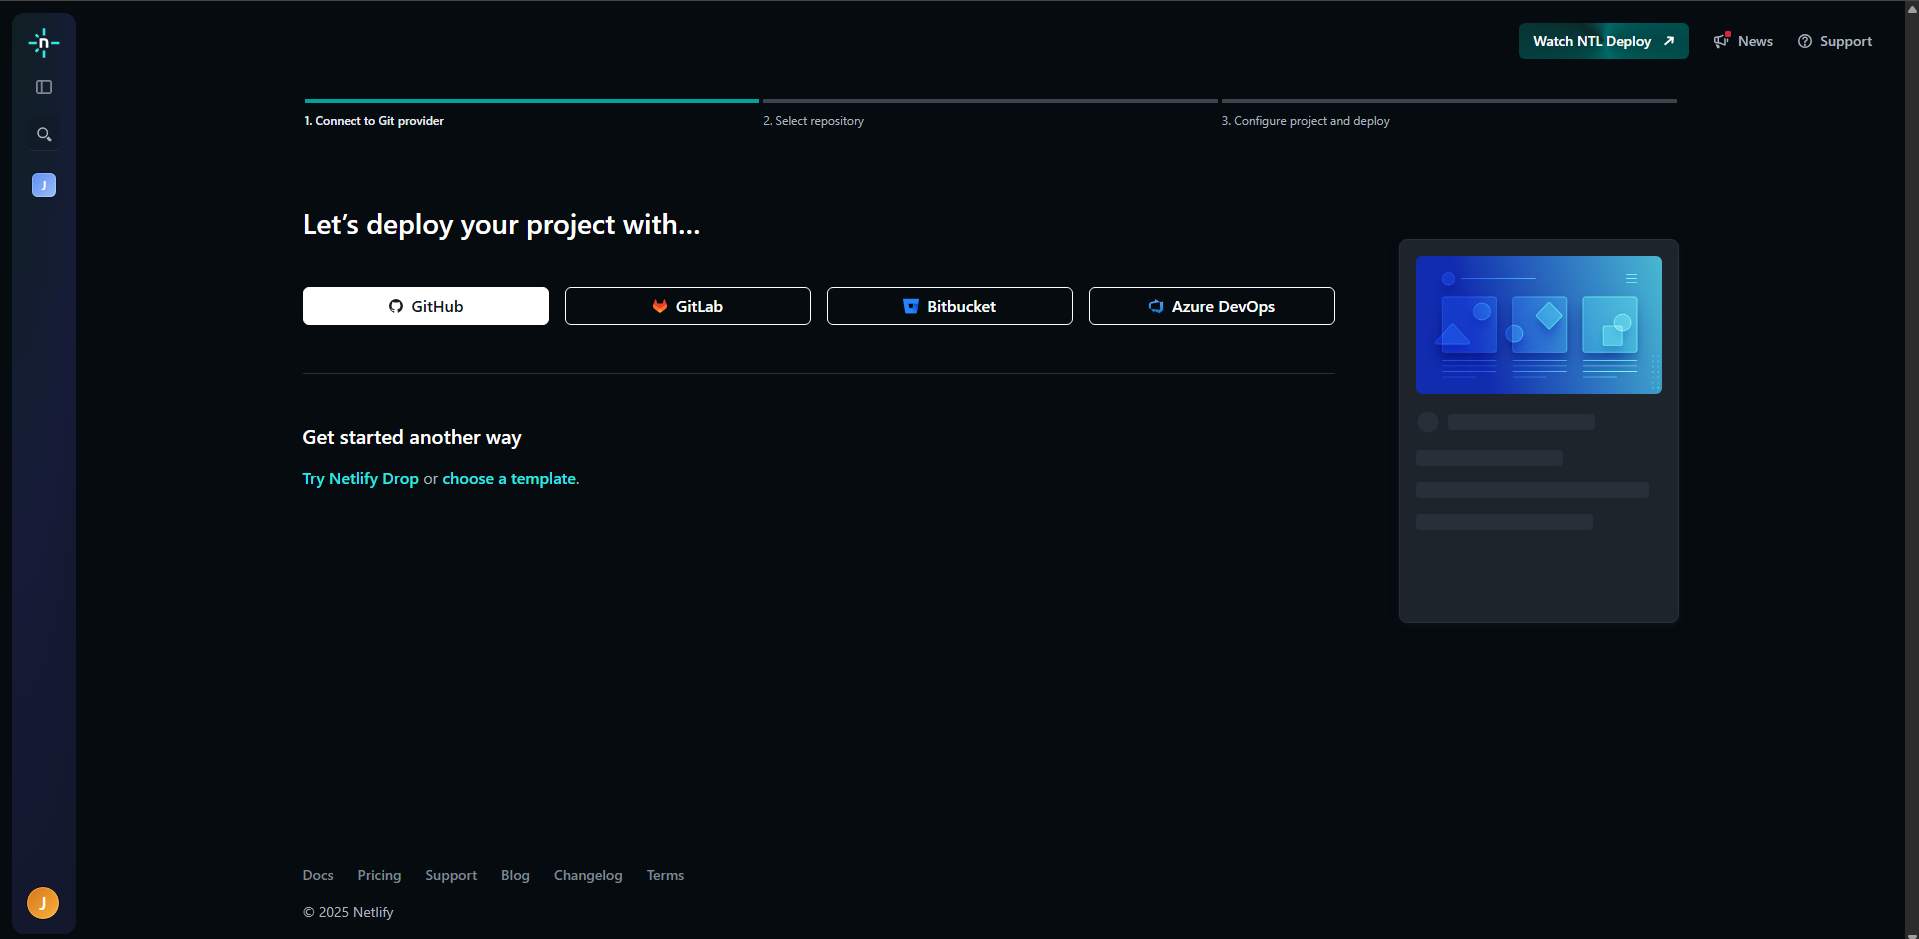 n
Watch NTL Deploy
News
Support
1. Connect to Git provider
2. Select repository
3. Configure project and deploy
J
Let’s deploy your project with…
GitHub
GitLab
Bitbucket
Azure DevOps
Get started another way
Try Netlify Drop or choose a template.
Docs
Pricing
Support
Blog
Changelog
Terms
J
© 2025 Netlify